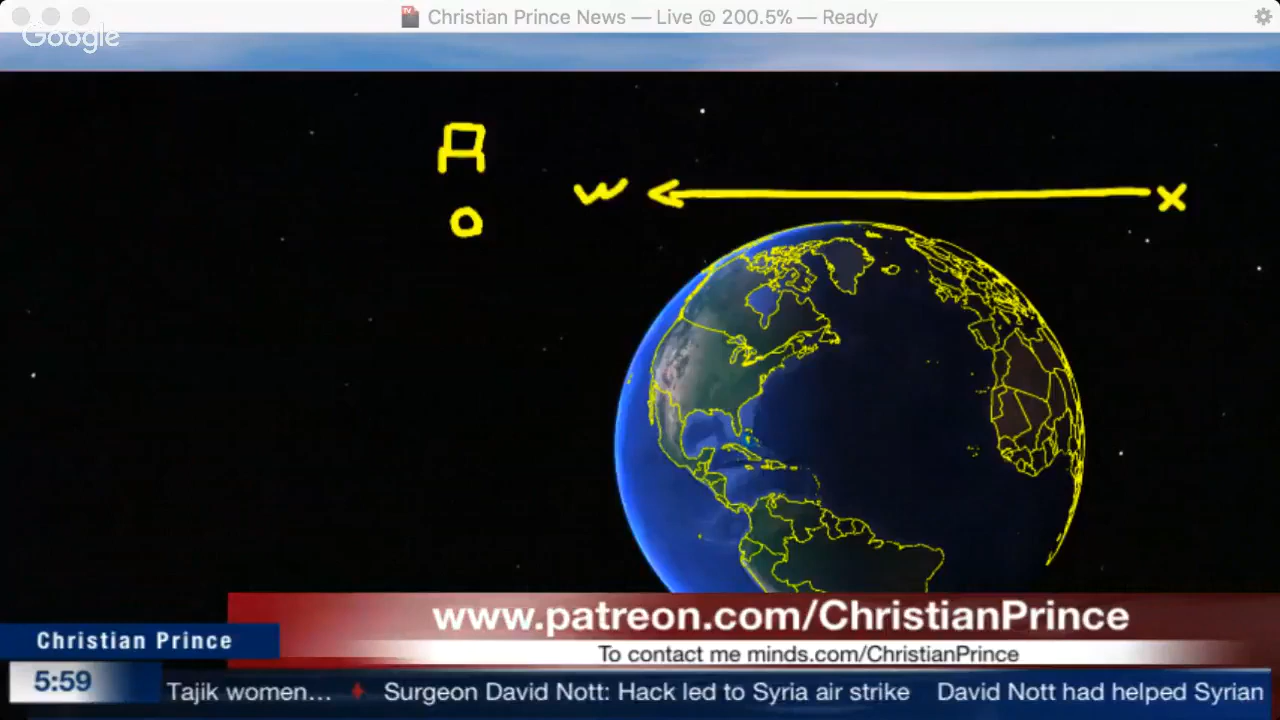 Christian Prince News — Live @ 200.5% — Ready
Google
A
W X
O
www.patreon.com/ChristianPrince
Christian Prince
To contact me minds.com/ChristianPrince
5:59
Tajik women... ♦ Surgeon David Nott: Hack led to Syria air strike David Nott had helped Syrian